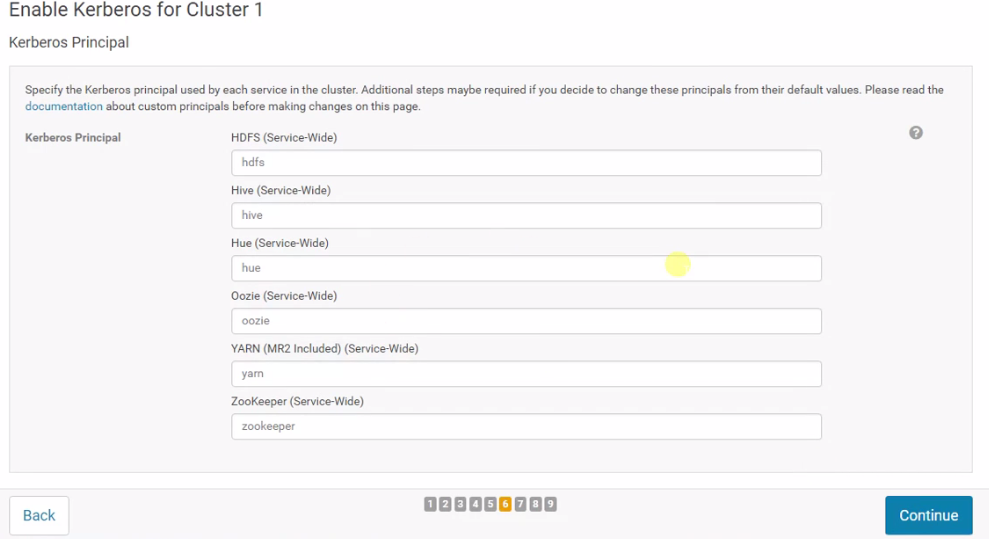 Enable Kerberos for Cluster 1
Kerberos Principal
Specify the Kerberos principal used by each service in the cluster. Additional steps maybe required if you decide to change these principals from their default values. Please read the
documentation about custom principals before making changes on this page.
Kerberos Principal
HDFS (Service-Wide)
?
hdfs
Hive (Service-Wide)
hive
Hue (Service-Wide)
hue
Oozie (Service-Wide)
oozie
YARN (MR2 Included) (Service-Wide)
yarn
ZooKeeper (Service-Wide)
zookeeper
Back
1 2 3 4 5 6 7 8 9
Continue